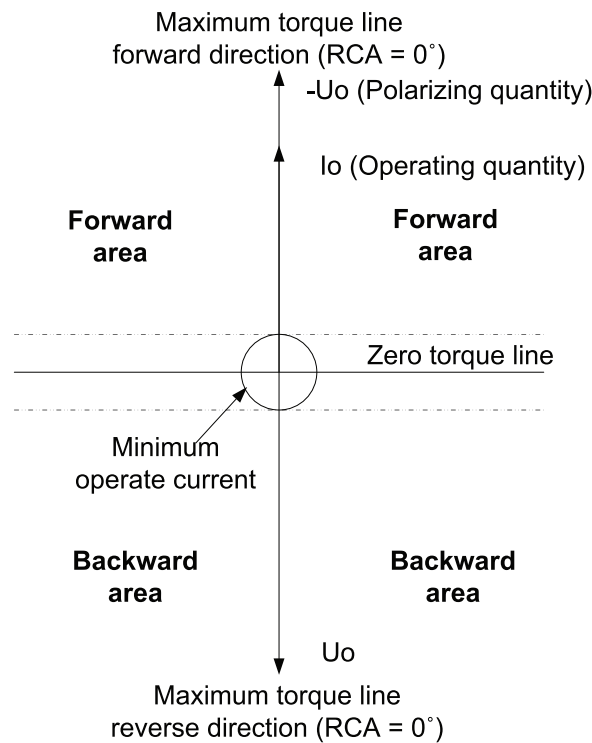 Maximum torque line
forward direction (RCA = 0˚)
-Uo (Polarizing quantity)
Io (Operating quantity)
Forward
area
Forward
area
Zero torque line
Minimum
operate current
Backward
area
Backward
area
Uo
Maximum torque line
reverse direction (RCA = 0˚)